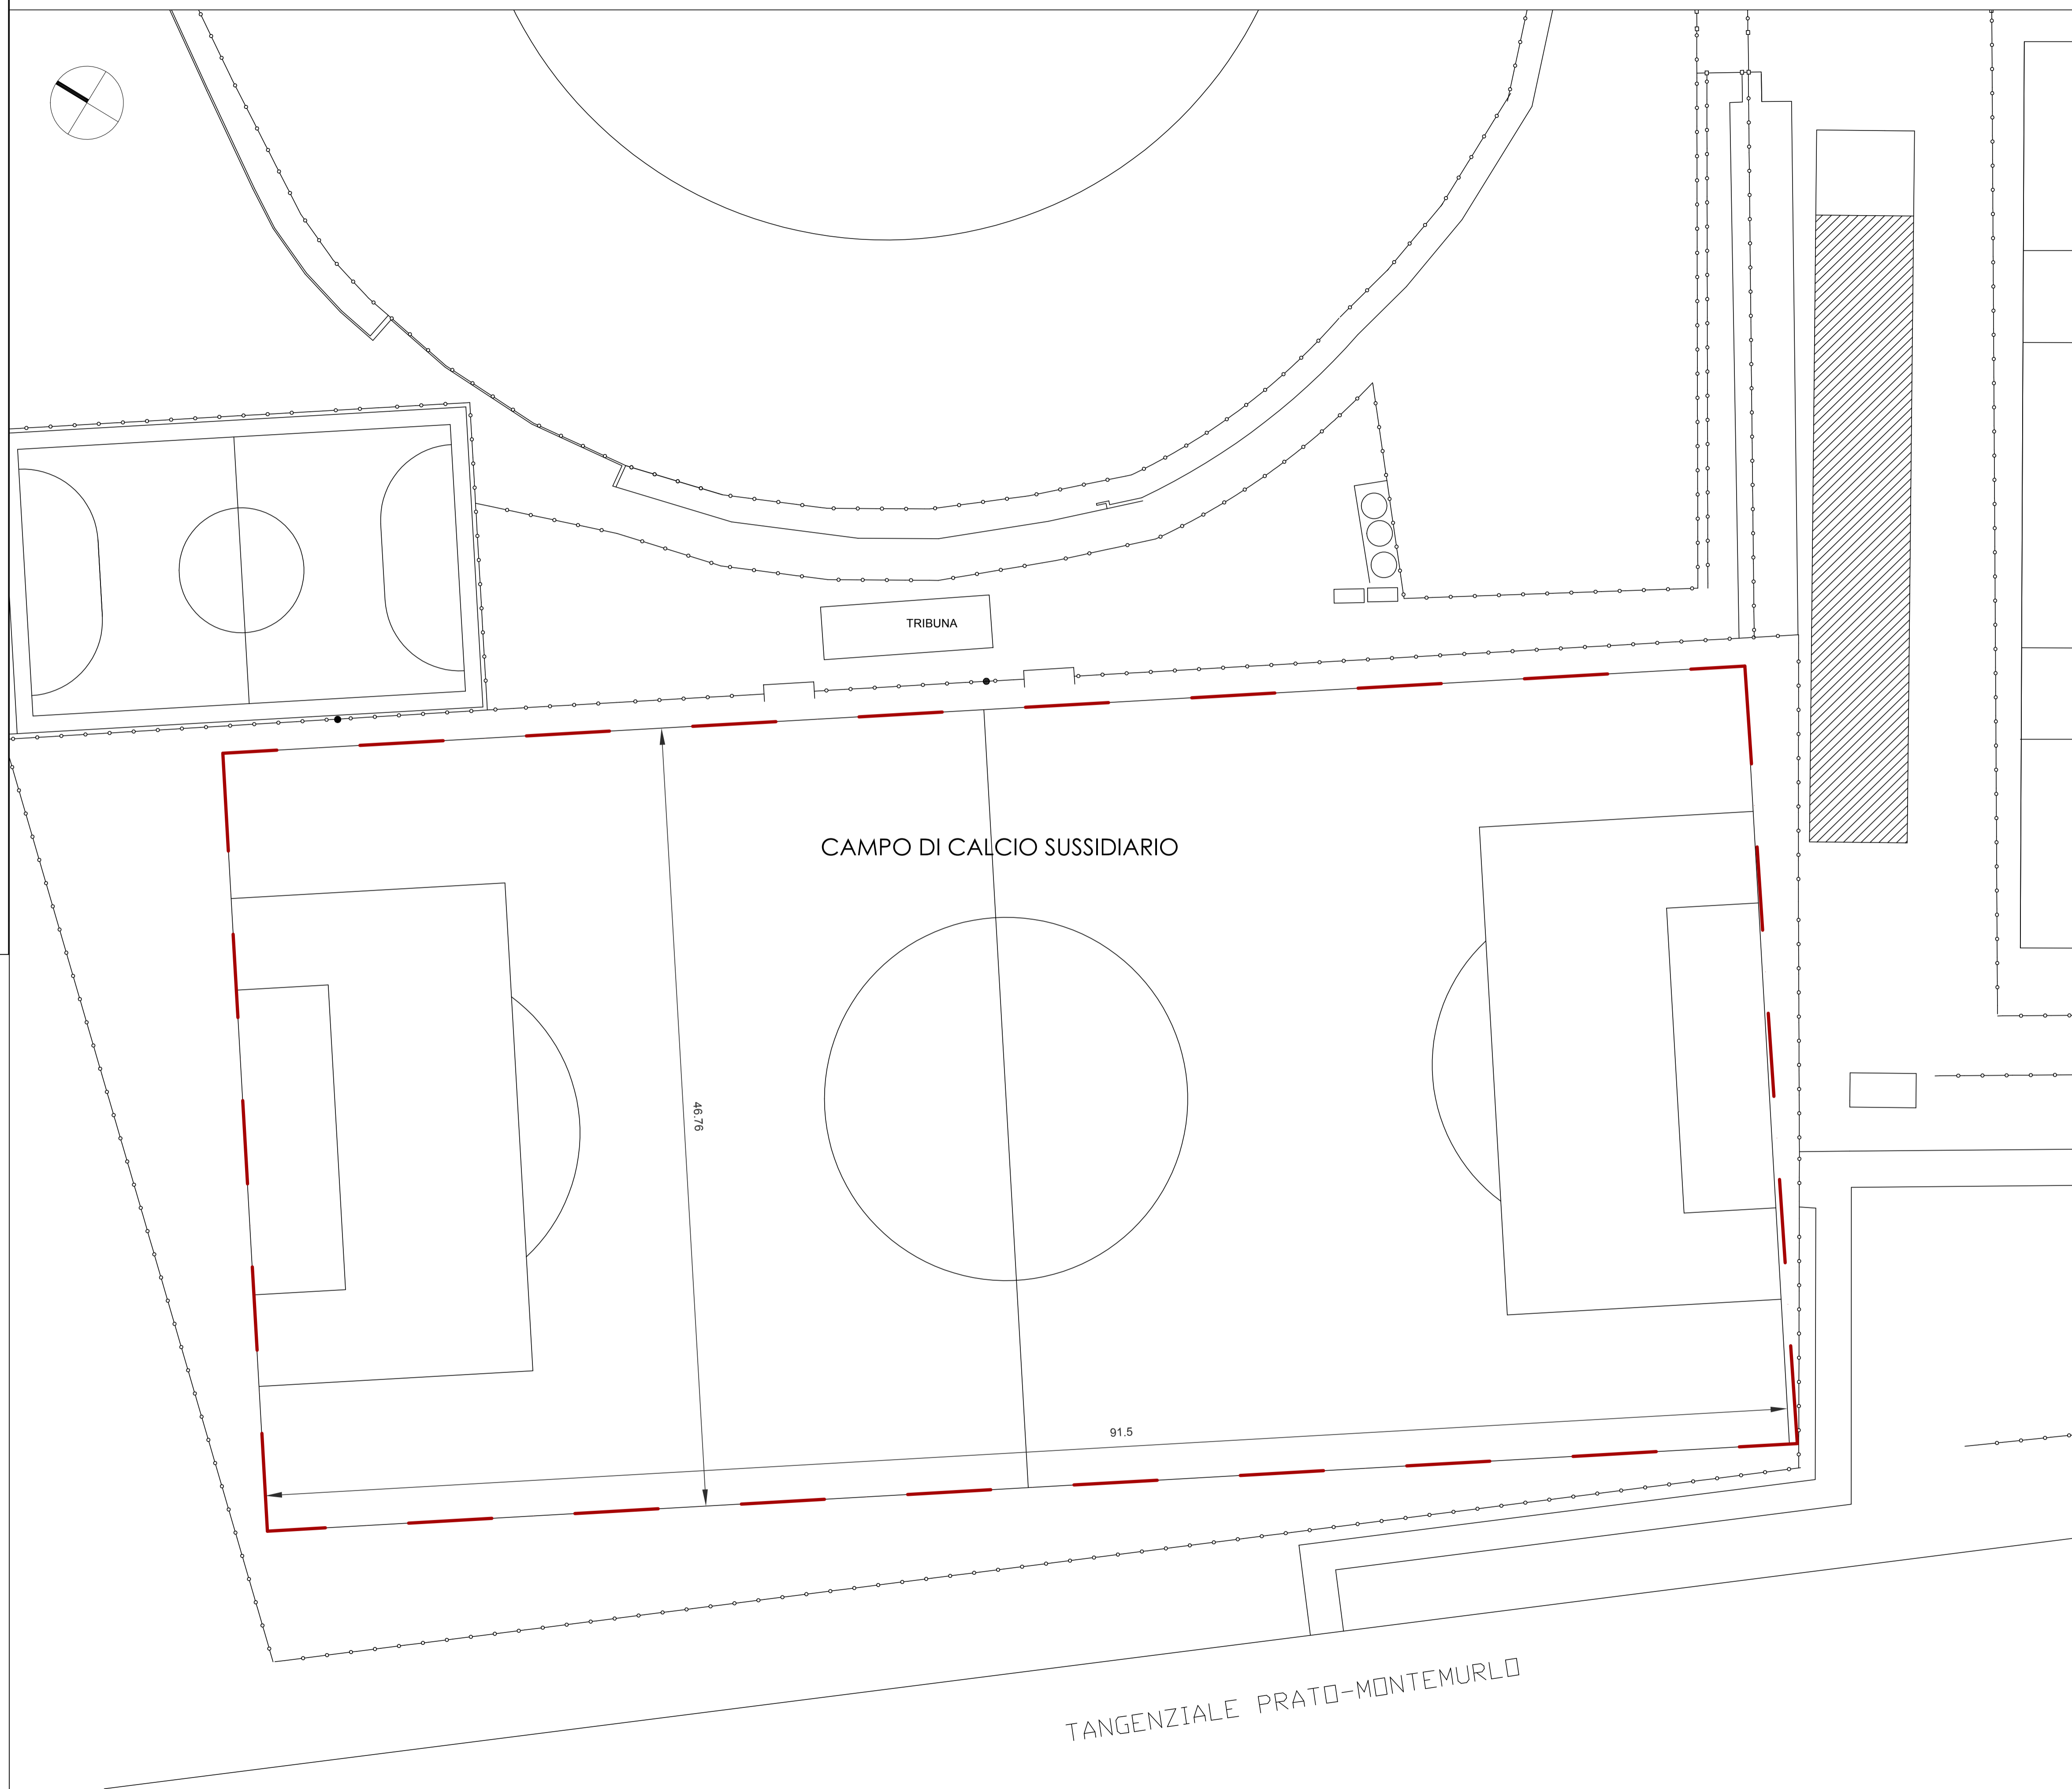 TRIBUNA
CAMPO DI CALCIO SUSSIDIARIO
46.76
91.5
TANGENZIALE PRATO-MONTEMURLO